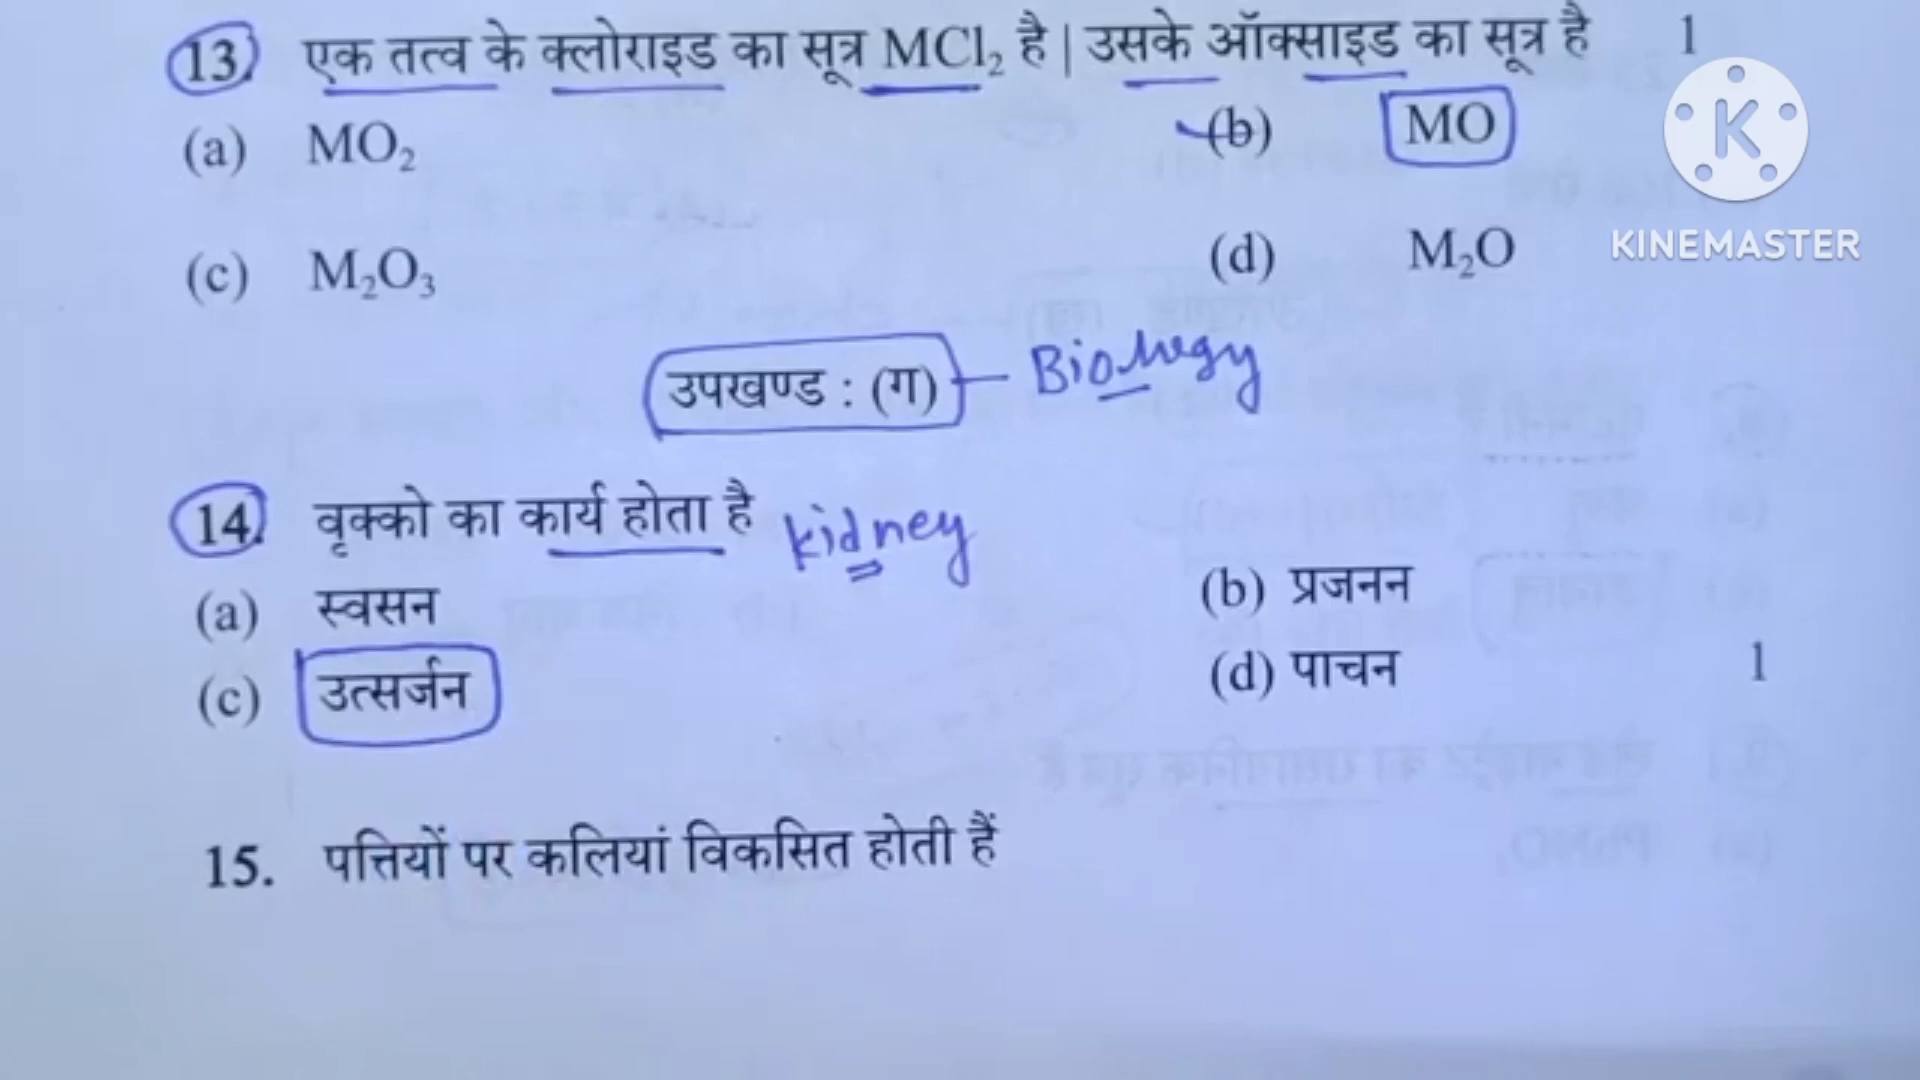 13. एक तत्व के क्लोराइड का सूत्र MCl₂ है | उसके ऑक्साइड का सूत्र है 1
(a) MO₂ (b) MO
(c) M₂O₃ (d) M₂O
K
KINEMASTER
उपखण्ड : (ग) — Biology
14. वृक्को का कार्य होता है kidney
(a) स्वसन (b) प्रजनन
(c) उत्सर्जन (d) पाचन 1
15. पत्तियों पर कलियां विकसित होती हैं